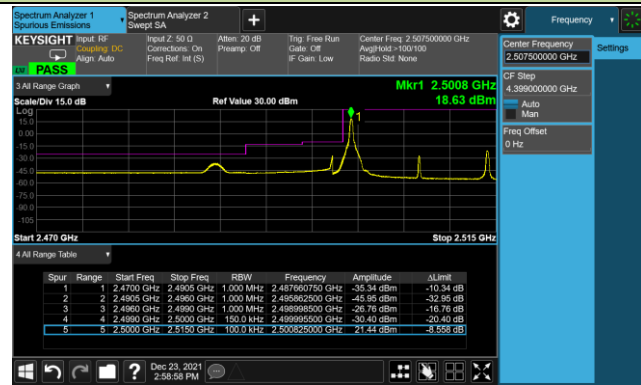 Spectrum Analyzer 1
Spurious Emissions
Spectrum Analyzer 2
Swept SA
Frequency
KEYSIGHT
Input: RF
Coupling: DC
Align: Auto
Input Z: 50 Ω
Corrections: On
Freq Ref: Int (S)
Atten: 20 dB
Preamp: Off
Trig: Free Run
Gate: Off
IF Gain: Low
Center Freq: 2.507500000 GHz
Avg|Hold:>100/100
Radio Std: None
PASS
Center Frequency
2.507500000 GHz
Settings
CF Step
4.399000000 GHz
Auto
Man
Freq Offset
0 Hz
3 All Range Graph
Mkr1 2.5008 GHz
18.63 dBm
Scale/Div 15.0 dB
Ref Value 30.00 dBm
Log
15.0
0.00
-15.0
-30.0
-45.0
-60.0
-75.0
-90.0
-105
1
Start 2.470 GHz
Stop 2.515 GHz
4 All Range Table
Spur Range Start Freq Stop Freq RBW Frequency Amplitude ΔLimit
1 1 2.4700 GHz 2.4905 GHz 1.000 MHz 2.487660750 GHz -35.34 dBm -10.34 dB
2 2 2.4905 GHz 2.4960 GHz 1.000 MHz 2.495862500 GHz -45.95 dBm -32.95 dB
3 3 2.4960 GHz 2.4990 GHz 1.000 MHz 2.498998500 GHz -26.76 dBm -16.76 dB
4 4 2.4990 GHz 2.5000 GHz 150.0 kHz 2.499995500 GHz -30.40 dBm -20.40 dB
5 5 2.5000 GHz 2.5150 GHz 100.0 kHz 2.500825000 GHz 21.44 dBm -8.558 dB
Dec 23, 2021
2:58:58 PM